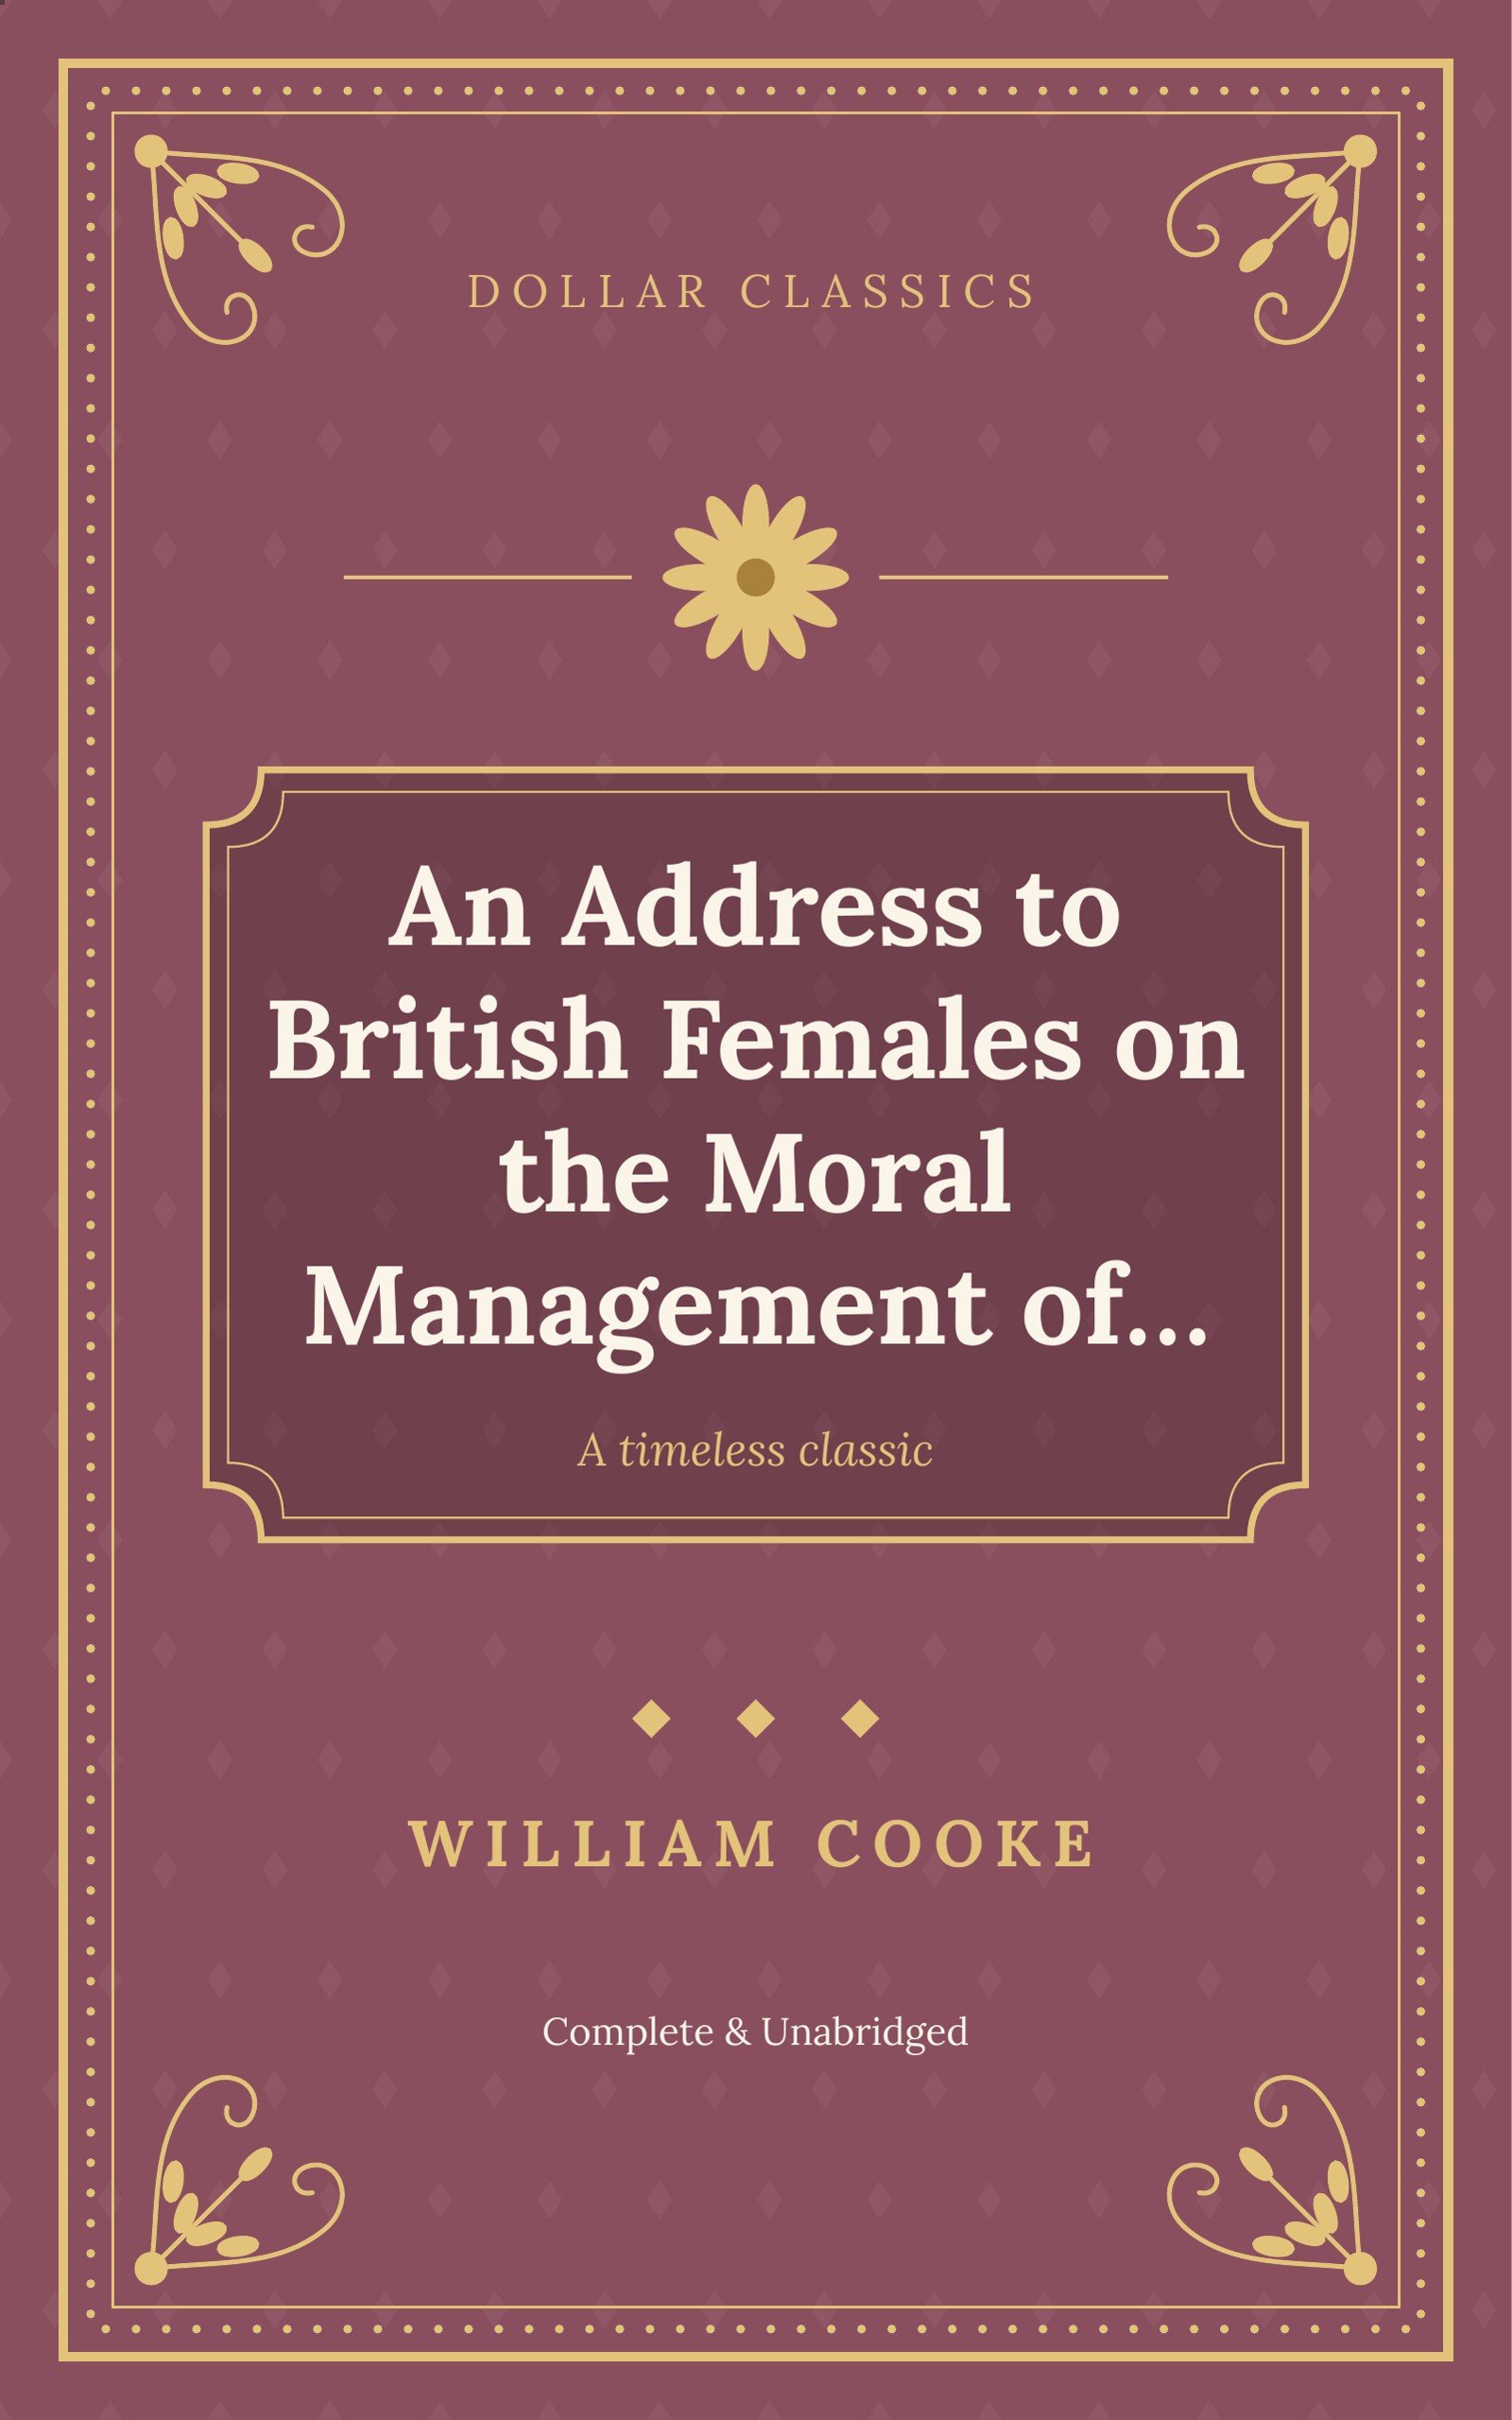 DOLLAR CLASSICS
An Address to
British Females on
the Moral
Management of...
A timeless classic
WILLIAM COOKE
Complete & Unabridged